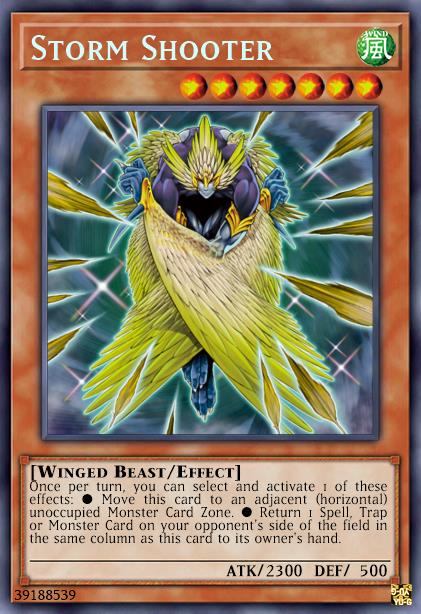 STORM SHOOTER
WIND
風
[WINGED BEAST/EFFECT]
Once per turn, you can select and activate 1 of these
effects: ● Move this card to an adjacent (horizontal)
unoccupied Monster Card Zone. ● Return 1 Spell, Trap
or Monster Card on your opponent's side of the field in
the same column as this card to its owner's hand.
ATK/2300 DEF/ 500
39188539